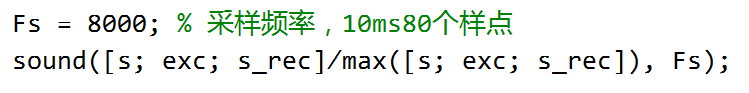 Fs = 8000; % 采样频率，10ms80个样点
sound([s; exc; s_rec]/max([s; exc; s_rec]), Fs);